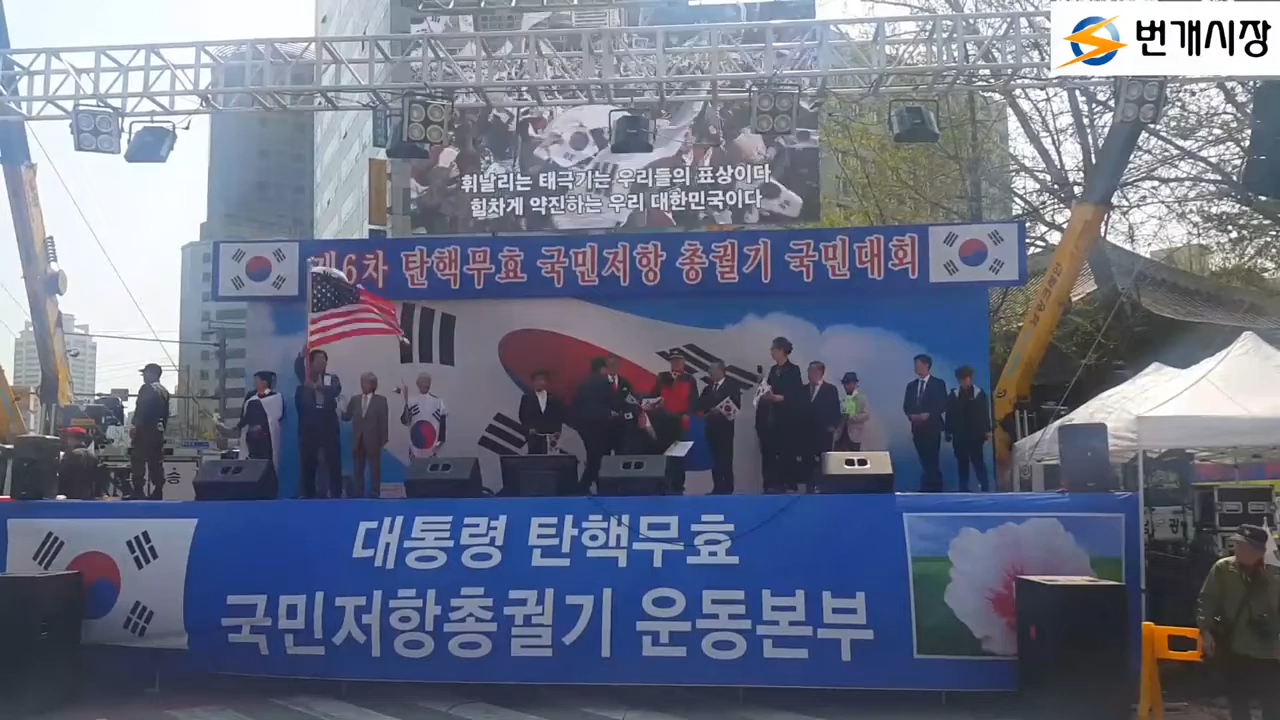 번개시장
휘날리는 태극기는 우리들의 표상이다
힘차게 약진하는 우리 대한민국이다
제6차 탄핵무효 국민저항 총궐기 국민대회
대통령 탄핵무효
국민저항총궐기 운동본부